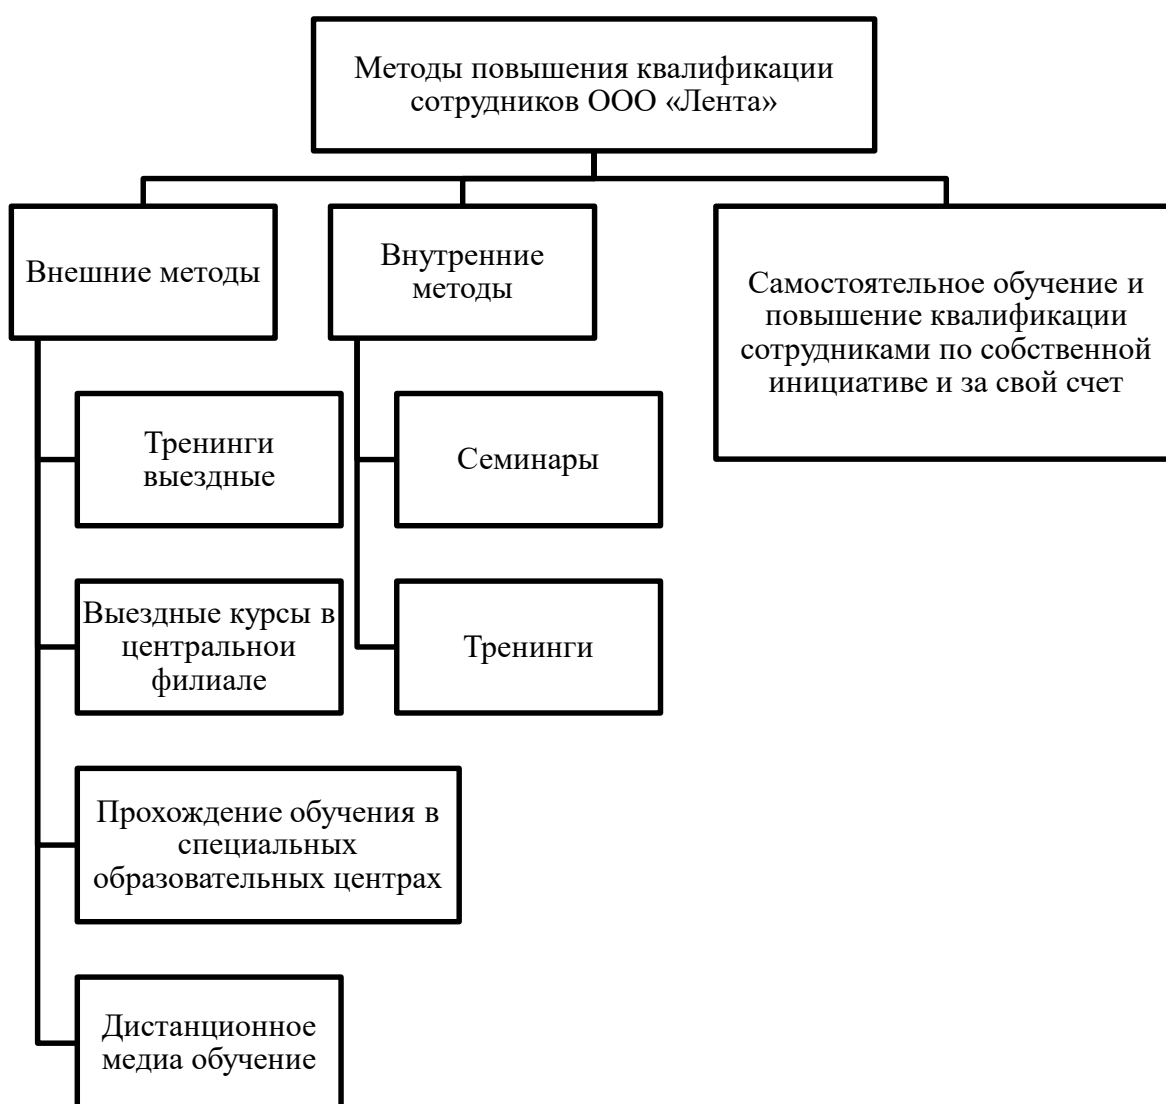 Методы повышения квалификации
сотрудников ООО «Лента»
Внешние методы
Внутренние
методы
Самостоятельное обучение и
повышение квалификации
сотрудниками по собственной
инициативе и за свой счет
Тренинги
выездные
Семинары
Выездные курсы в
центральнои
филиале
Тренинги
Прохождение обучения в
специальных
образовательных центрах
Дистанционное
медиа обучение